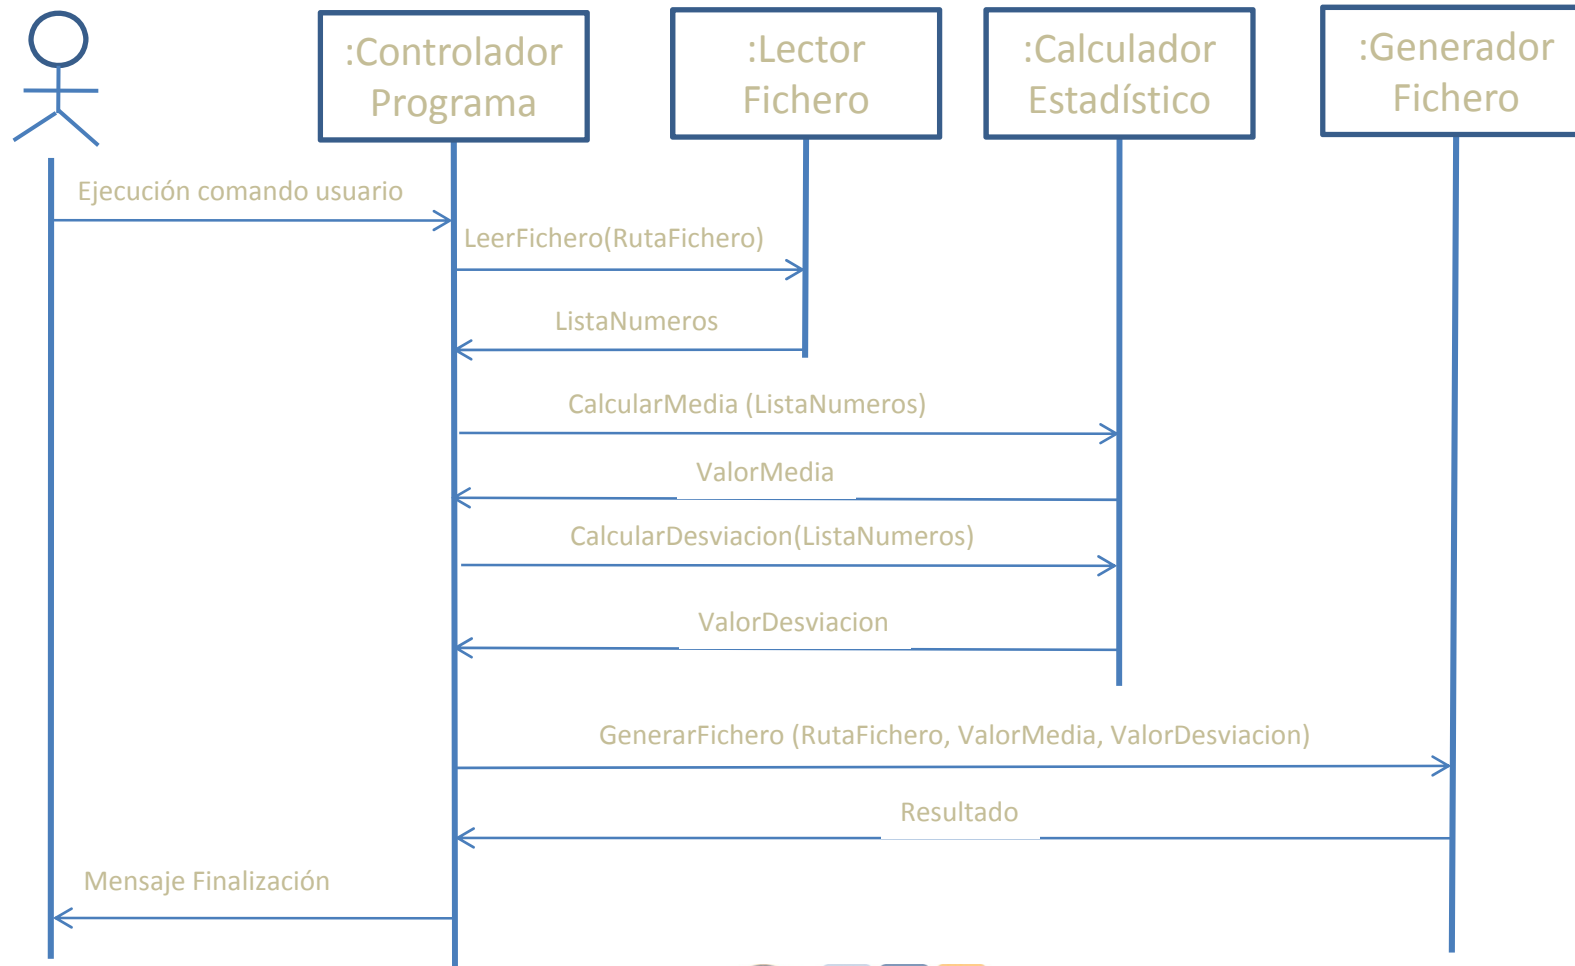 :Controlador
Programa
:Lector
Fichero
:Calculador
Estadístico
:Generador
Fichero
Ejecución comando usuario
LeerFichero(RutaFichero)
ListaNumeros
CalcularMedia (ListaNumeros)
ValorMedia
CalcularDesviacion(ListaNumeros)
ValorDesviacion
GenerarFichero (RutaFichero, ValorMedia, ValorDesviacion)
Resultado
Mensaje Finalización